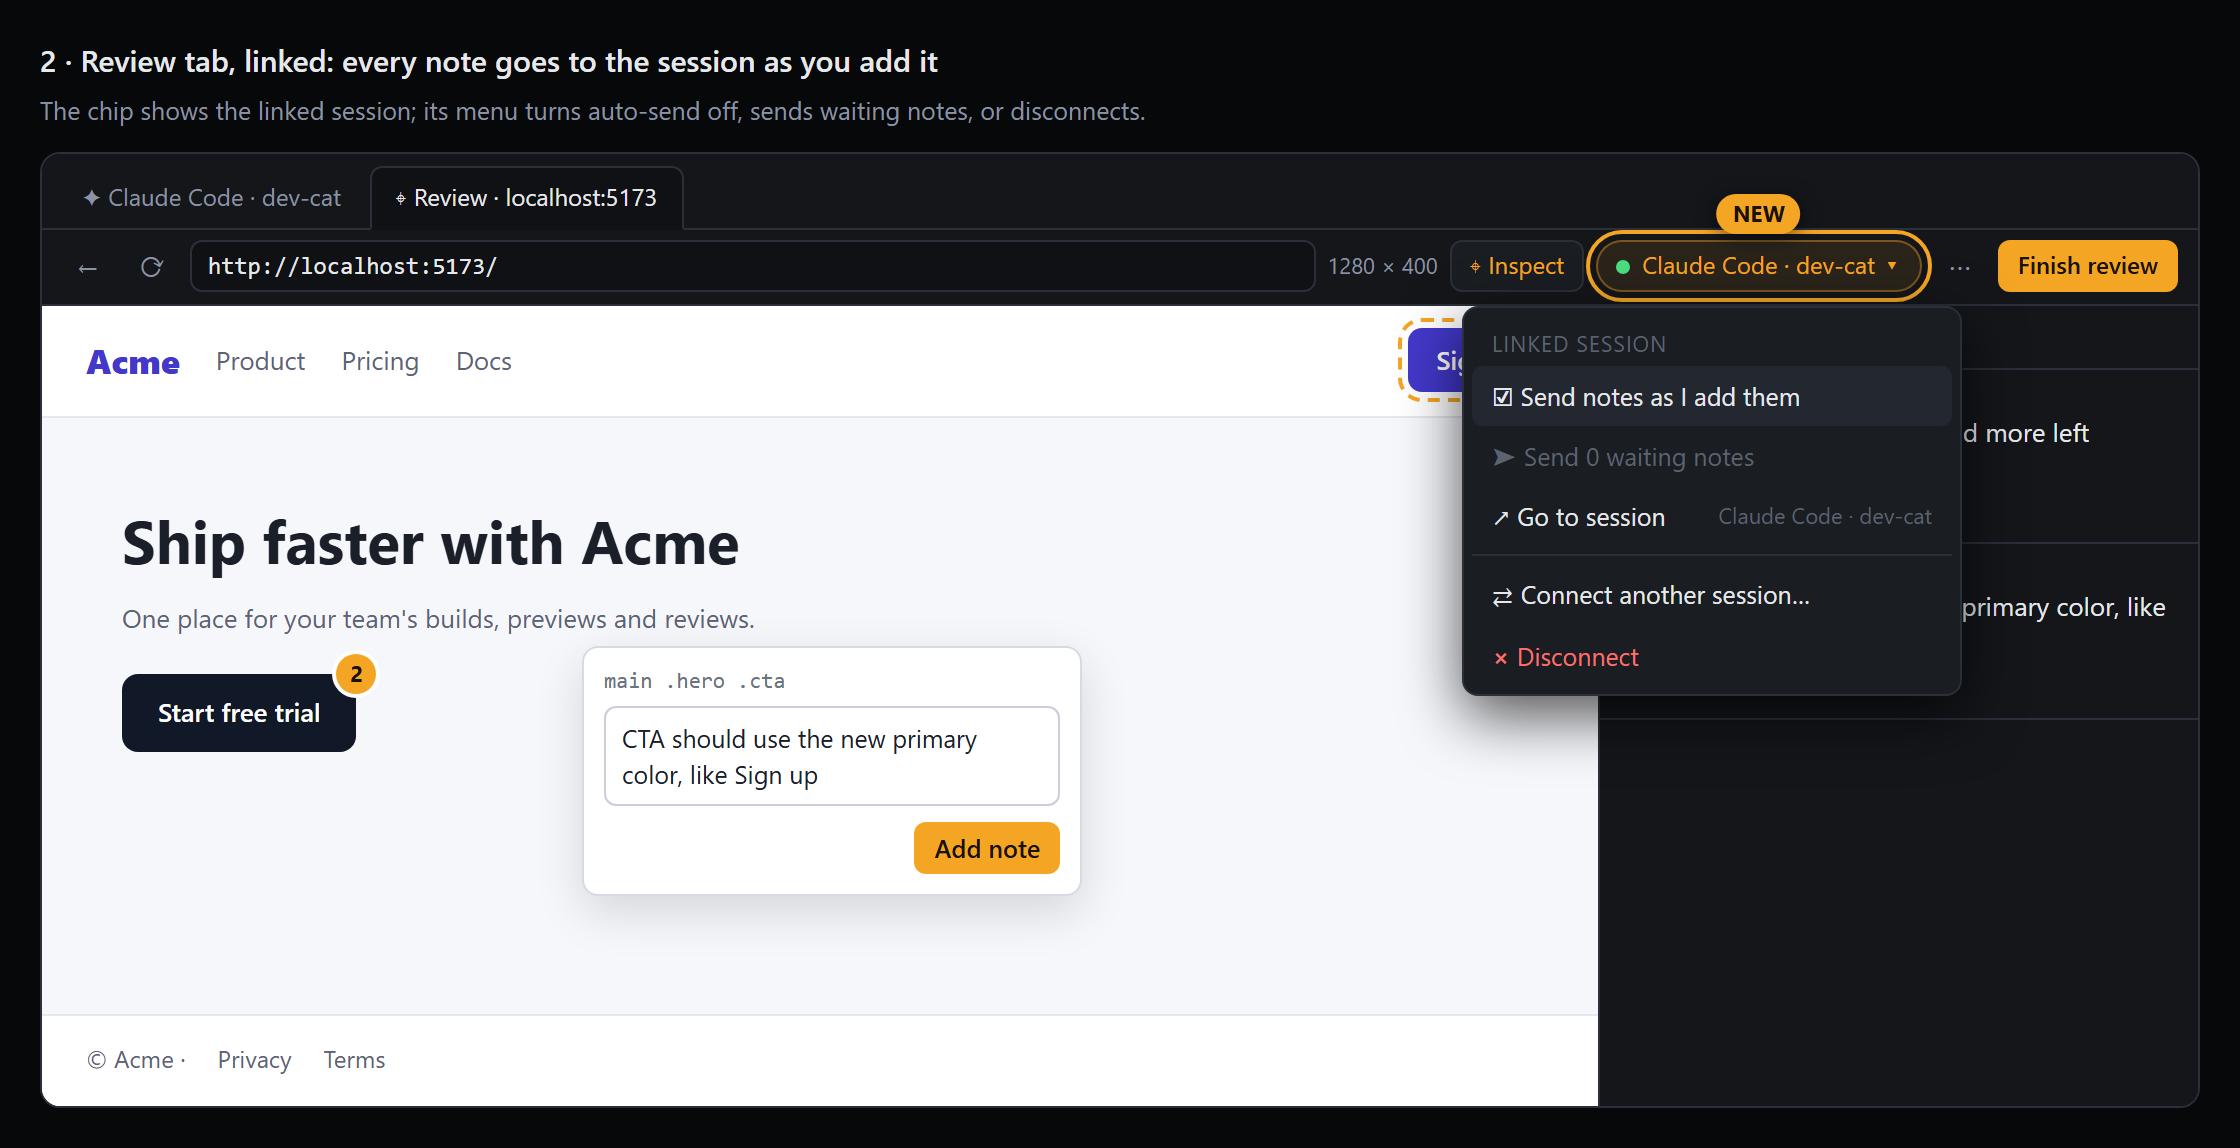 2 · Review tab, linked: every note goes to the session as you add it
The chip shows the linked session; its menu turns auto-send off, sends waiting notes, or disconnects.
Claude Code · dev-cat
Review · localhost:5173
NEW
http://localhost:5173/
1280 × 400
Inspect
Claude Code · dev-cat
...
Finish review
Acme
Product
Pricing
Docs
LINKED SESSION
Send notes as I add them
Send 0 waiting notes
Go to session
Claude Code · dev-cat
Connect another session...
Disconnect
more left
primary color, like
Ship faster with Acme
One place for your team's builds, previews and reviews.
Start free trial
2
main .hero .cta
CTA should use the new primary
color, like Sign up
Add note
© Acme ·
Privacy
Terms